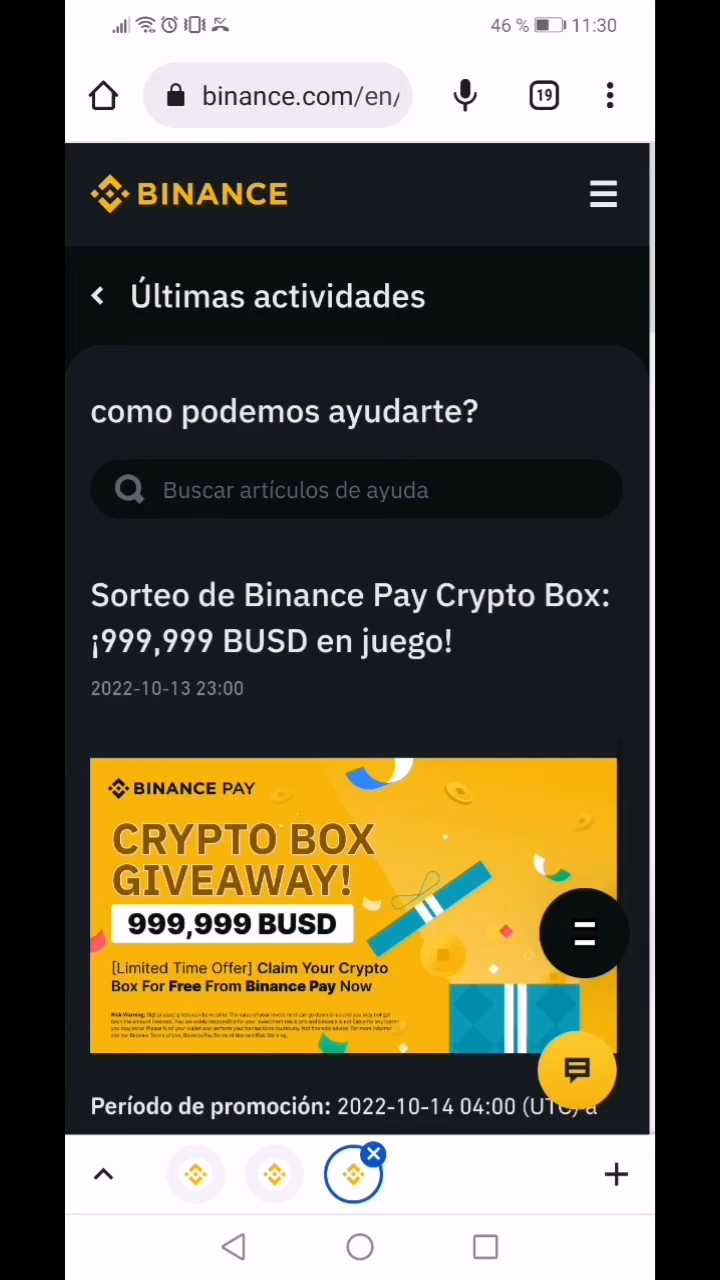 46 % 11:30
binance.com/en/
19
BINANCE
Últimas actividades
como podemos ayudarte?
Buscar artículos de ayuda
Sorteo de Binance Pay Crypto Box:
¡999,999 BUSD en juego!
2022-10-13 23:00
BINANCE PAY
CRYPTO BOX
GIVEAWAY!
999,999 BUSD
[Limited Time Offer] Claim Your Crypto
Box For Free From Binance Pay Now
Período de promoción: 2022-10-14 04:00 (UTC) a